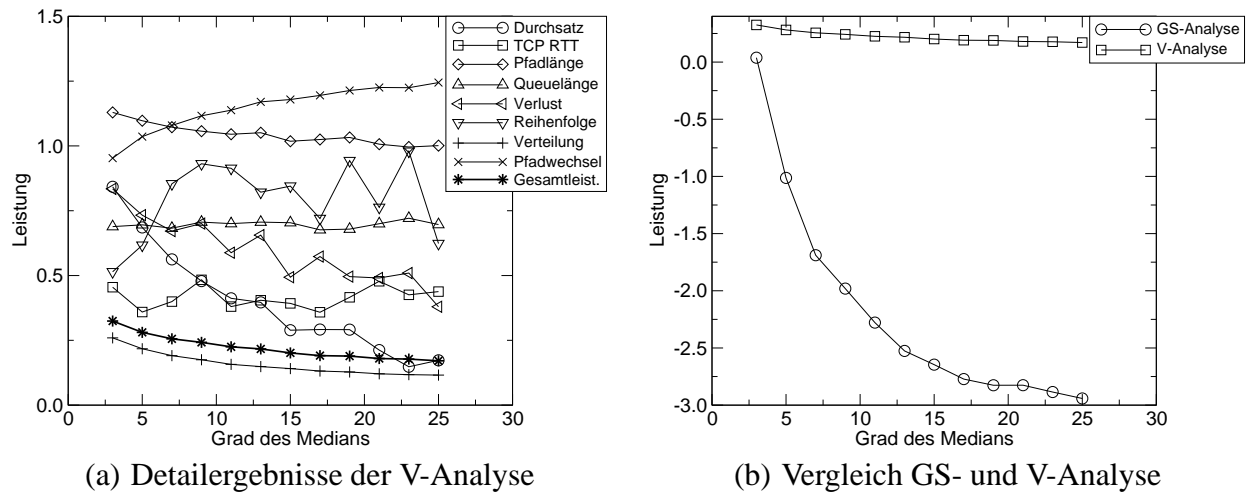 1.5
1.0
0.5
0.0
Leistung
0
5
10
15
20
25
30
Grad des Medians
Durchsatz
TCP RTT
Pfadlänge
Queuelänge
Verlust
Reihenfolge
Verteilung
Pfadwechsel
Gesamtleist.
(a) Detailergebnisse der V-Analyse
0.0
-0.5
-1.0
-1.5
-2.0
-2.5
-3.0
Leistung
0
5
10
15
20
25
30
Grad des Medians
GS-Analyse
V-Analyse
(b) Vergleich GS- und V-Analyse